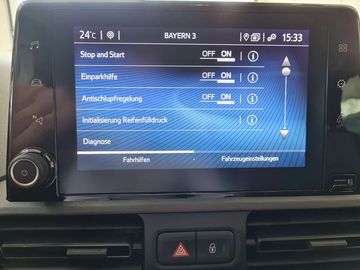 24°C BAYERN 3 15:33
Stop and Start OFF ON
Einparkhilfe OFF ON
Antischlupfregelung OFF ON
Initialisierung Reifenfülldruck
Diagnose
Fahrhilfen Fahrzeugeinstellungen